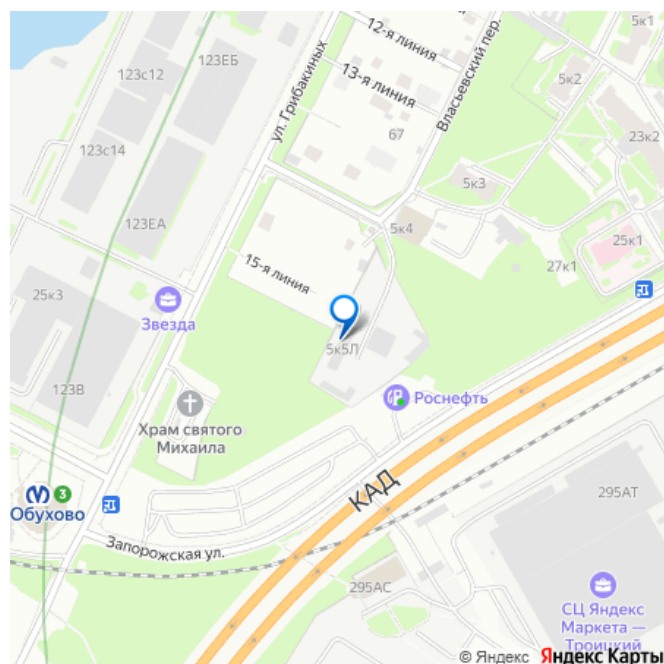 12-я линия
5к1
123с12
123ЕБ
5к2
13-я линия
ул. Грибакиных
Власьевский пер.
67
23к2
123с14
5к3
123ЕА
5к4
25к1
15-я линия
27к1
25к3
Звезда
5к5Л
123В
Роснефть
Храм святого
Михаила
КАД
3
Обухово
295АТ
Запорожская ул.
295АС
СЦ Яндекс
Маркета —
Троицкий
© Яндекс Яндекс Карты